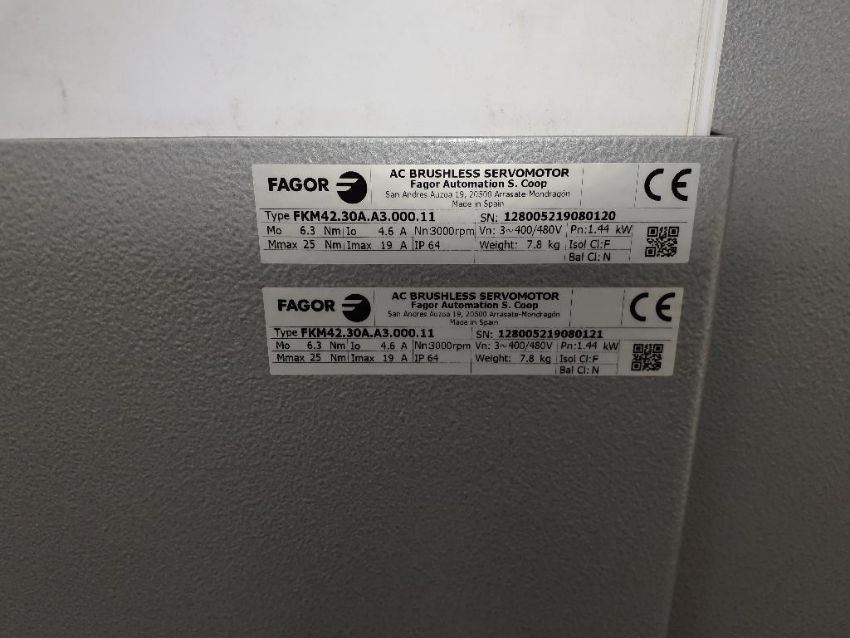 FAGOR
AC BRUSHLESS SERVOMOTOR
Fagor Automation S. Coop
San Andres Auzoa 19, 20500 Arrasate-Mondragón
Made in Spain
CE
Type FKM42.30A.A3.000.11 SN: 128005219080120
Mo 6.3 Nm Io 4.6 A Nn:3000rpm Vn: 3~400/480V Pn:1.44 kW
Mmax 25 Nm Imax 19 A IP 64 Weight: 7.8 kg Isol Cl:F
Bal Cl: N
FAGOR
AC BRUSHLESS SERVOMOTOR
Fagor Automation S. Coop
San Andres Auzoa 19, 20500 Arrasate-Mondragón
Made in Spain
CE
Type FKM42.30A.A3.000.11 SN: 128005219080121
Mo 6.3 Nm Io 4.6 A Nn:3000rpm Vn: 3~400/480V Pn:1.44 kW
Mmax 25 Nm Imax 19 A IP 64 Weight: 7.8 kg Isol Cl:F
Bal Cl: N